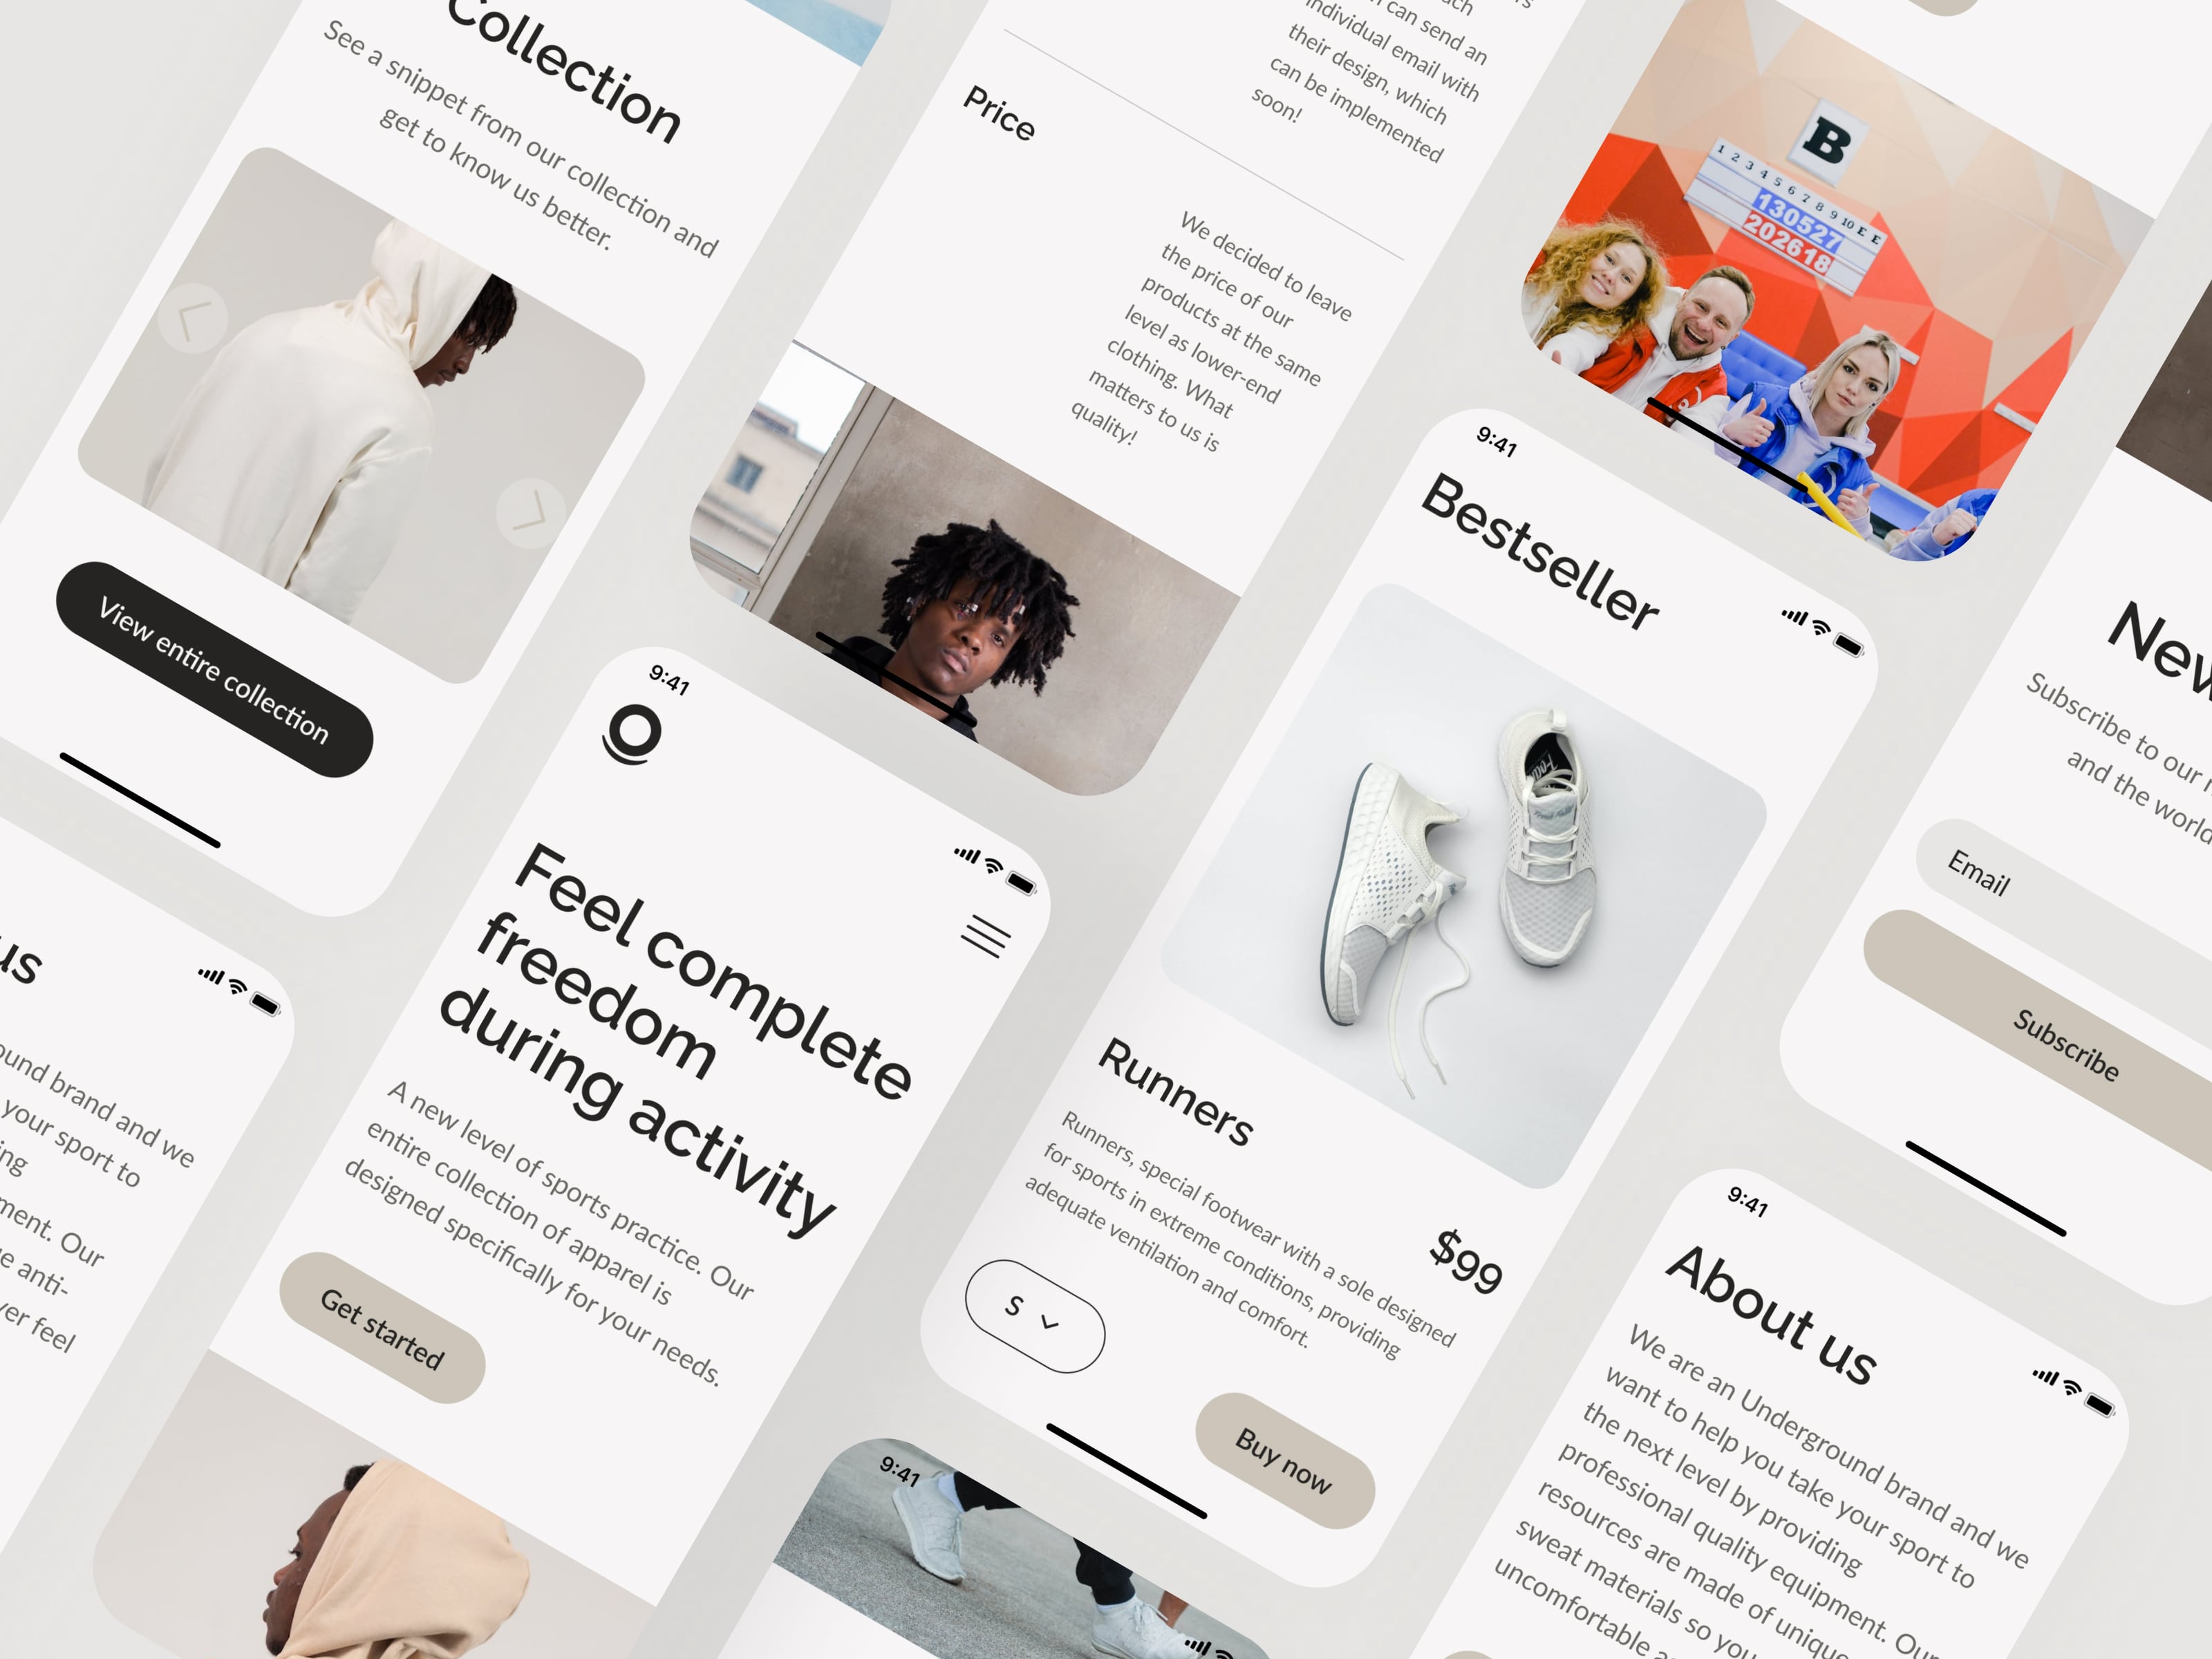 Collection
See a snippet from our collection and
get to know us better.
View entire collection
us
ound brand and we
your sport to
ing
ment. Our
e anti-
ver feel
individual email with
their design, which
can be implemented
soon!
can send an
Price
We decided to leave
the price of our
products at the same
level as lower-end
clothing. What
matters to us is
quality!
9:41
Feel complete
freedom
during activity
A new level of sports practice. Our
entire collection of apparel is
designed specifically for your needs.
Get started
B
1 2 3 4 5 6 7 8 9 10 E E
130527
202618
9:41
Bestseller
Runners
Runners, special footwear with a sole designed
for sports in extreme conditions, providing
adequate ventilation and comfort.
$99
S
Buy now
9:41
New
Subscribe to our
and the world
Email
Subscribe
9:41
About us
We are an Underground brand and we
want to help you take your sport to
the next level by providing
professional quality equipment. Our
resources are made of unique
sweat materials so you
uncomfortable